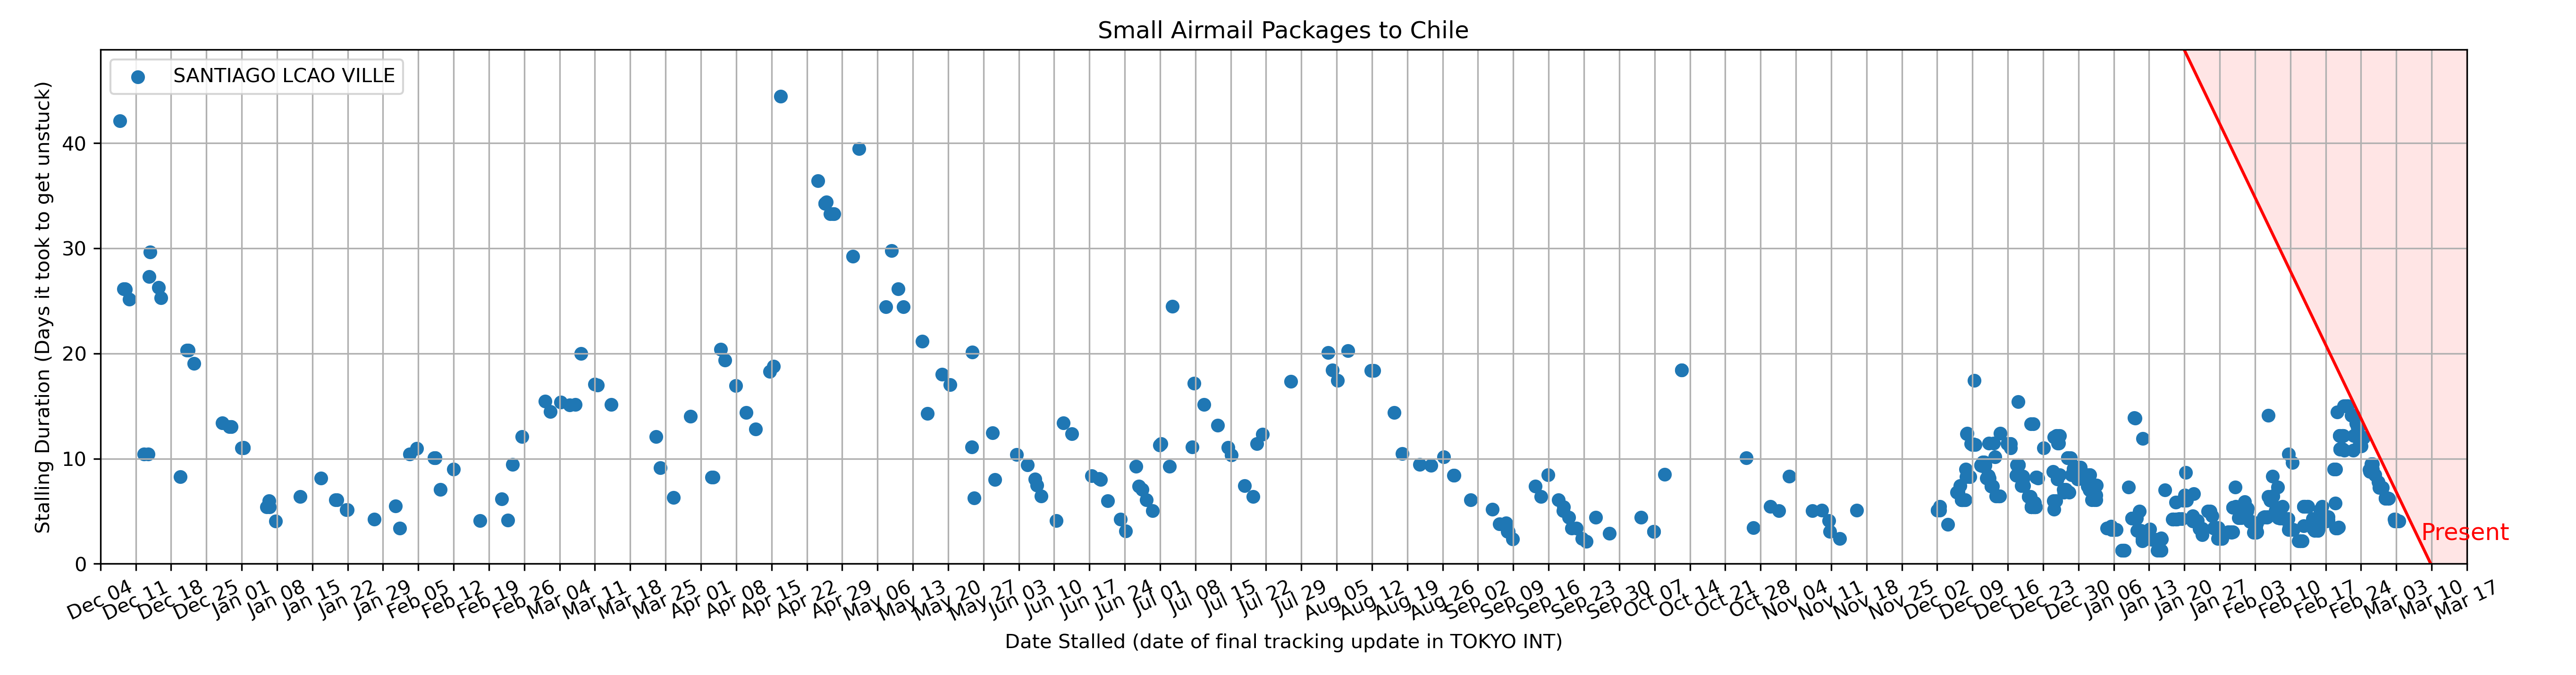 Small Airmail Packages to Chile
SANTIAGO LCAO VILLE
Stalling Duration (Days it took to get unstuck)
40
30
20
10
0
Present
Dec 04 Dec 11 Dec 18 Dec 25 Jan 01 Jan 08 Jan 15 Jan 22 Jan 29 Feb 05 Feb 12 Feb 19 Feb 26 Mar 04 Mar 11 Mar 18 Mar 25 Apr 01 Apr 08 Apr 15 Apr 22 Apr 29 May 06 May 13 May 20 May 27 Jun 03 Jun 10 Jun 17 Jun 24 Jul 01 Jul 08 Jul 15 Jul 22 Jul 29 Aug 05 Aug 12 Aug 19 Aug 26 Sep 02 Sep 09 Sep 16 Sep 23 Sep 30 Oct 07 Oct 14 Oct 21 Oct 28 Nov 04 Nov 11 Nov 18 Nov 25 Dec 02 Dec 09 Dec 16 Dec 23 Dec 30 Jan 06 Jan 13 Jan 20 Jan 27 Feb 03 Feb 10 Feb 17 Feb 24 Mar 03 Mar 10 Mar 17
Date Stalled (date of final tracking update in TOKYO INT)